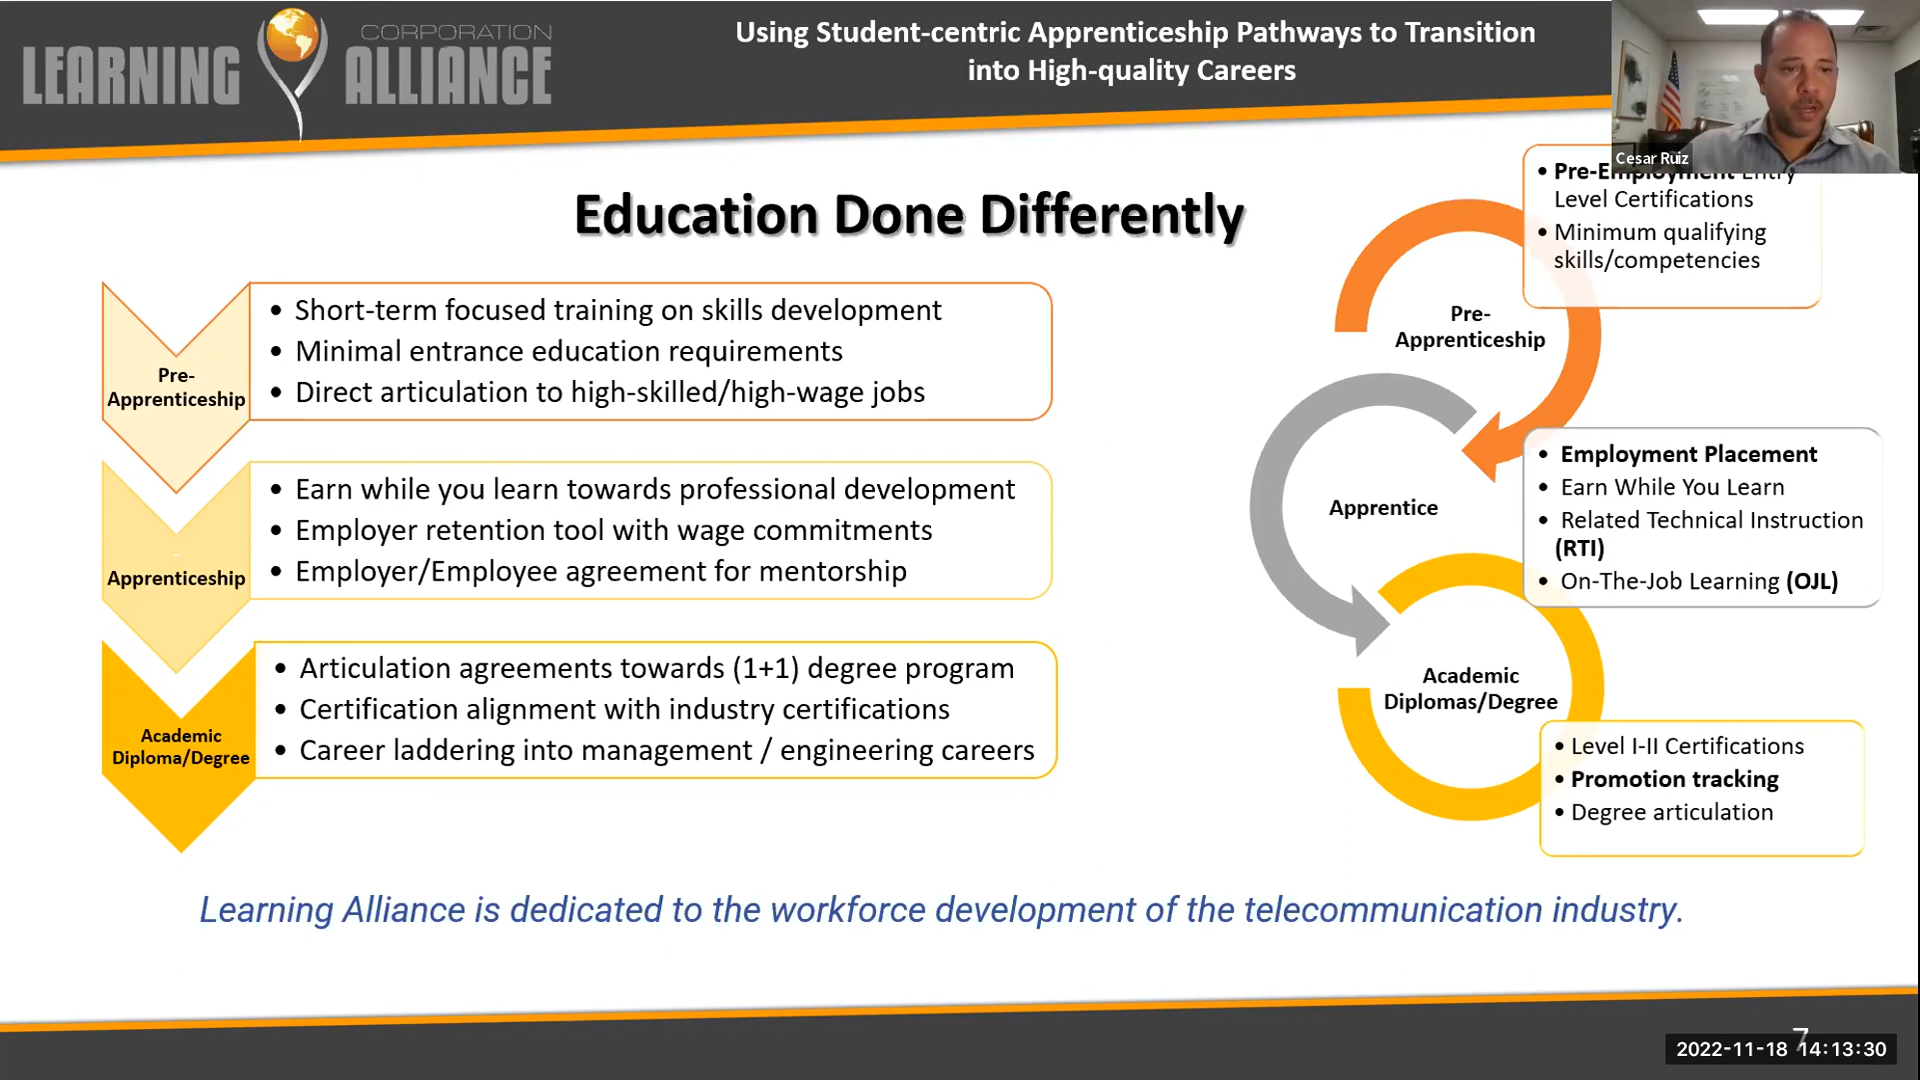 LEARNING
CORPORATION
ALLIANCE
Using Student-centric Apprenticeship Pathways to Transition
into High-quality Careers
Cesar Ruiz
Education Done Differently
Pre-
Apprenticeship
• Short-term focused training on skills development
• Minimal entrance education requirements
• Direct articulation to high-skilled/high-wage jobs
Apprenticeship
• Earn while you learn towards professional development
• Employer retention tool with wage commitments
• Employer/Employee agreement for mentorship
Academic
Diploma/Degree
• Articulation agreements towards (1+1) degree program
• Certification alignment with industry certifications
• Career laddering into management / engineering careers
Pre-
Apprenticeship
• Pre-Employment Entry
Level Certifications
• Minimum qualifying
skills/competencies
Apprentice
• Employment Placement
• Earn While You Learn
• Related Technical Instruction
(RTI)
• On-The-Job Learning (OJL)
Academic
Diplomas/Degree
• Level I-II Certifications
• Promotion tracking
• Degree articulation
Learning Alliance is dedicated to the workforce development of the telecommunication industry.
7
2022-11-18 14:13:30